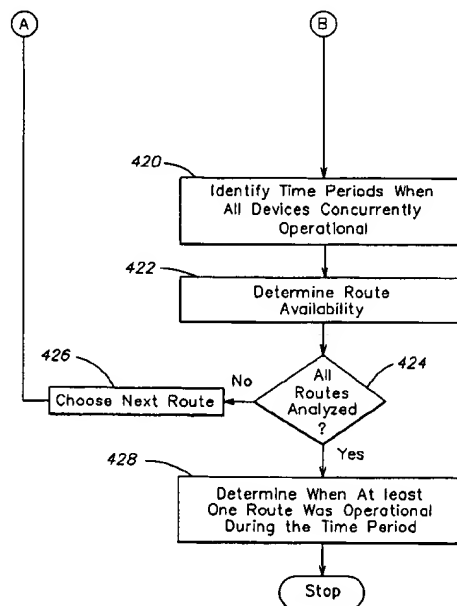 A
B
420
Identify Time Periods When
All Devices Concurrently
Operational
422
Determine Route
Availability
424
All
Routes
Analyzed
?
No
426
Choose Next Route
Yes
428
Determine When At least
One Route Was Operational
During the Time Period
Stop